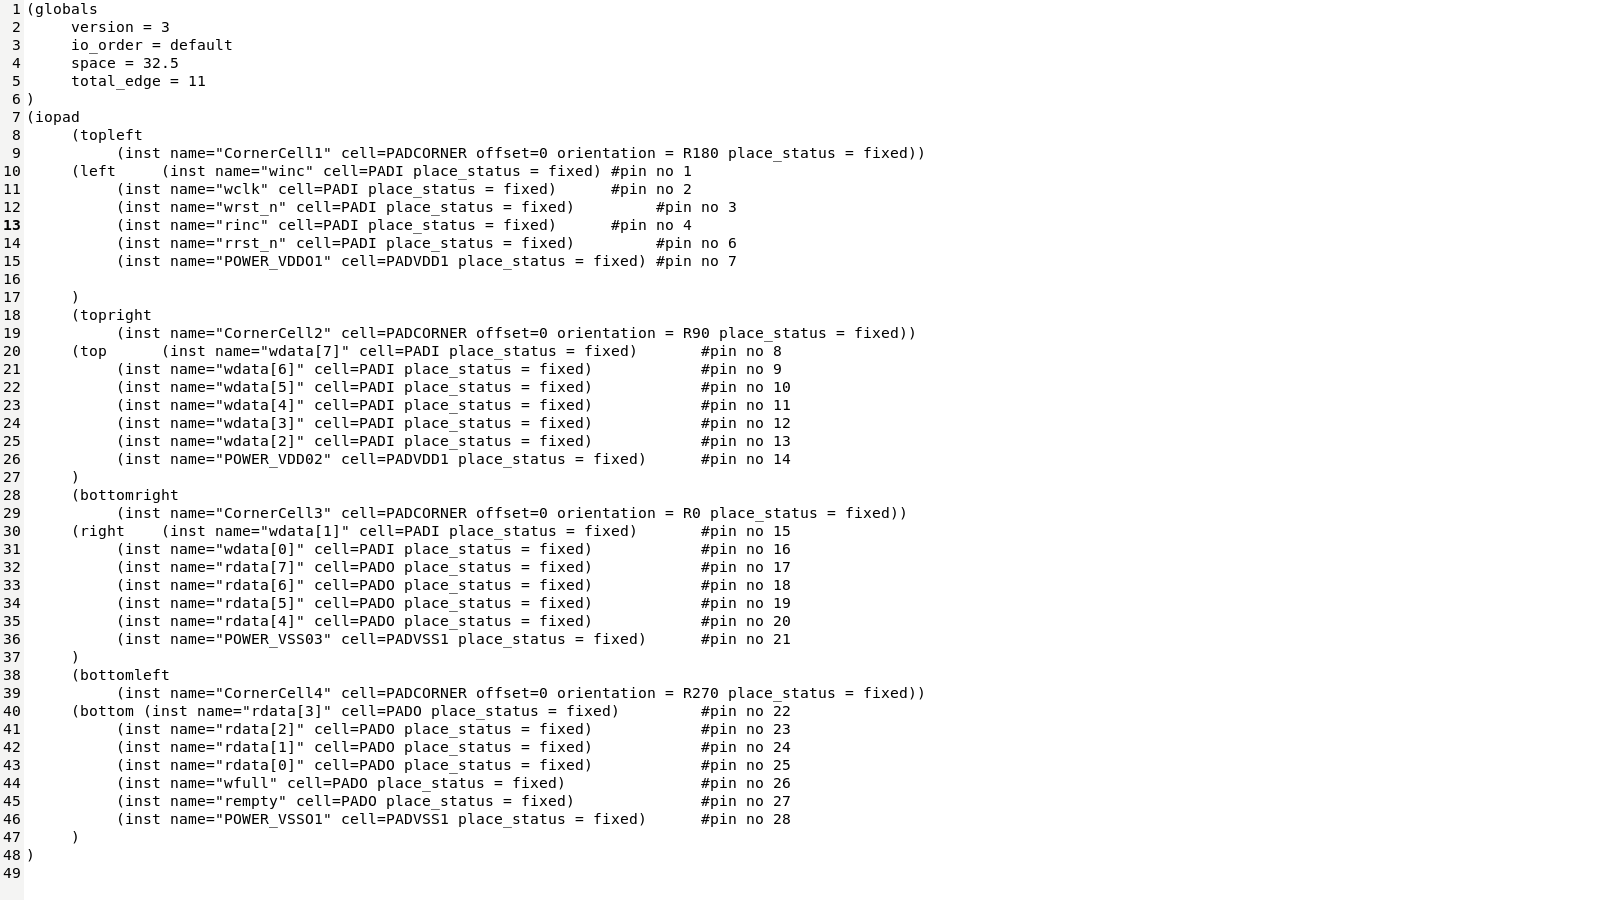 1 (globals
2 version = 3
3 io_order = default
4 space = 32.5
5 total_edge = 11
6 )
7 (iopad
8 (topleft
9 (inst name="CornerCell1" cell=PADCORNER offset=0 orientation = R180 place_status = fixed))
10 (left (inst name="winc" cell=PADI place_status = fixed) #pin no 1
11 (inst name="wclk" cell=PADI place_status = fixed) #pin no 2
12 (inst name="wrst_n" cell=PADI place_status = fixed) #pin no 3
13 (inst name="rinc" cell=PADI place_status = fixed) #pin no 4
14 (inst name="rrst_n" cell=PADI place_status = fixed) #pin no 6
15 (inst name="POWER_VDDO1" cell=PADVDD1 place_status = fixed) #pin no 7
16
17 )
18 (topright
19 (inst name="CornerCell2" cell=PADCORNER offset=0 orientation = R90 place_status = fixed))
20 (top (inst name="wdata[7]" cell=PADI place_status = fixed) #pin no 8
21 (inst name="wdata[6]" cell=PADI place_status = fixed) #pin no 9
22 (inst name="wdata[5]" cell=PADI place_status = fixed) #pin no 10
23 (inst name="wdata[4]" cell=PADI place_status = fixed) #pin no 11
24 (inst name="wdata[3]" cell=PADI place_status = fixed) #pin no 12
25 (inst name="wdata[2]" cell=PADI place_status = fixed) #pin no 13
26 (inst name="POWER_VDD02" cell=PADVDD1 place_status = fixed) #pin no 14
27 )
28 (bottomright
29 (inst name="CornerCell3" cell=PADCORNER offset=0 orientation = R0 place_status = fixed))
30 (right (inst name="wdata[1]" cell=PADI place_status = fixed) #pin no 15
31 (inst name="wdata[0]" cell=PADI place_status = fixed) #pin no 16
32 (inst name="rdata[7]" cell=PADO place_status = fixed) #pin no 17
33 (inst name="rdata[6]" cell=PADO place_status = fixed) #pin no 18
34 (inst name="rdata[5]" cell=PADO place_status = fixed) #pin no 19
35 (inst name="rdata[4]" cell=PADO place_status = fixed) #pin no 20
36 (inst name="POWER_VSS03" cell=PADVSS1 place_status = fixed) #pin no 21
37 )
38 (bottomleft
39 (inst name="CornerCell4" cell=PADCORNER offset=0 orientation = R270 place_status = fixed))
40 (bottom (inst name="rdata[3]" cell=PADO place_status = fixed) #pin no 22
41 (inst name="rdata[2]" cell=PADO place_status = fixed) #pin no 23
42 (inst name="rdata[1]" cell=PADO place_status = fixed) #pin no 24
43 (inst name="rdata[0]" cell=PADO place_status = fixed) #pin no 25
44 (inst name="wfull" cell=PADO place_status = fixed) #pin no 26
45 (inst name="rempty" cell=PADO place_status = fixed) #pin no 27
46 (inst name="POWER_VSSO1" cell=PADVSS1 place_status = fixed) #pin no 28
47 )
48 )
49